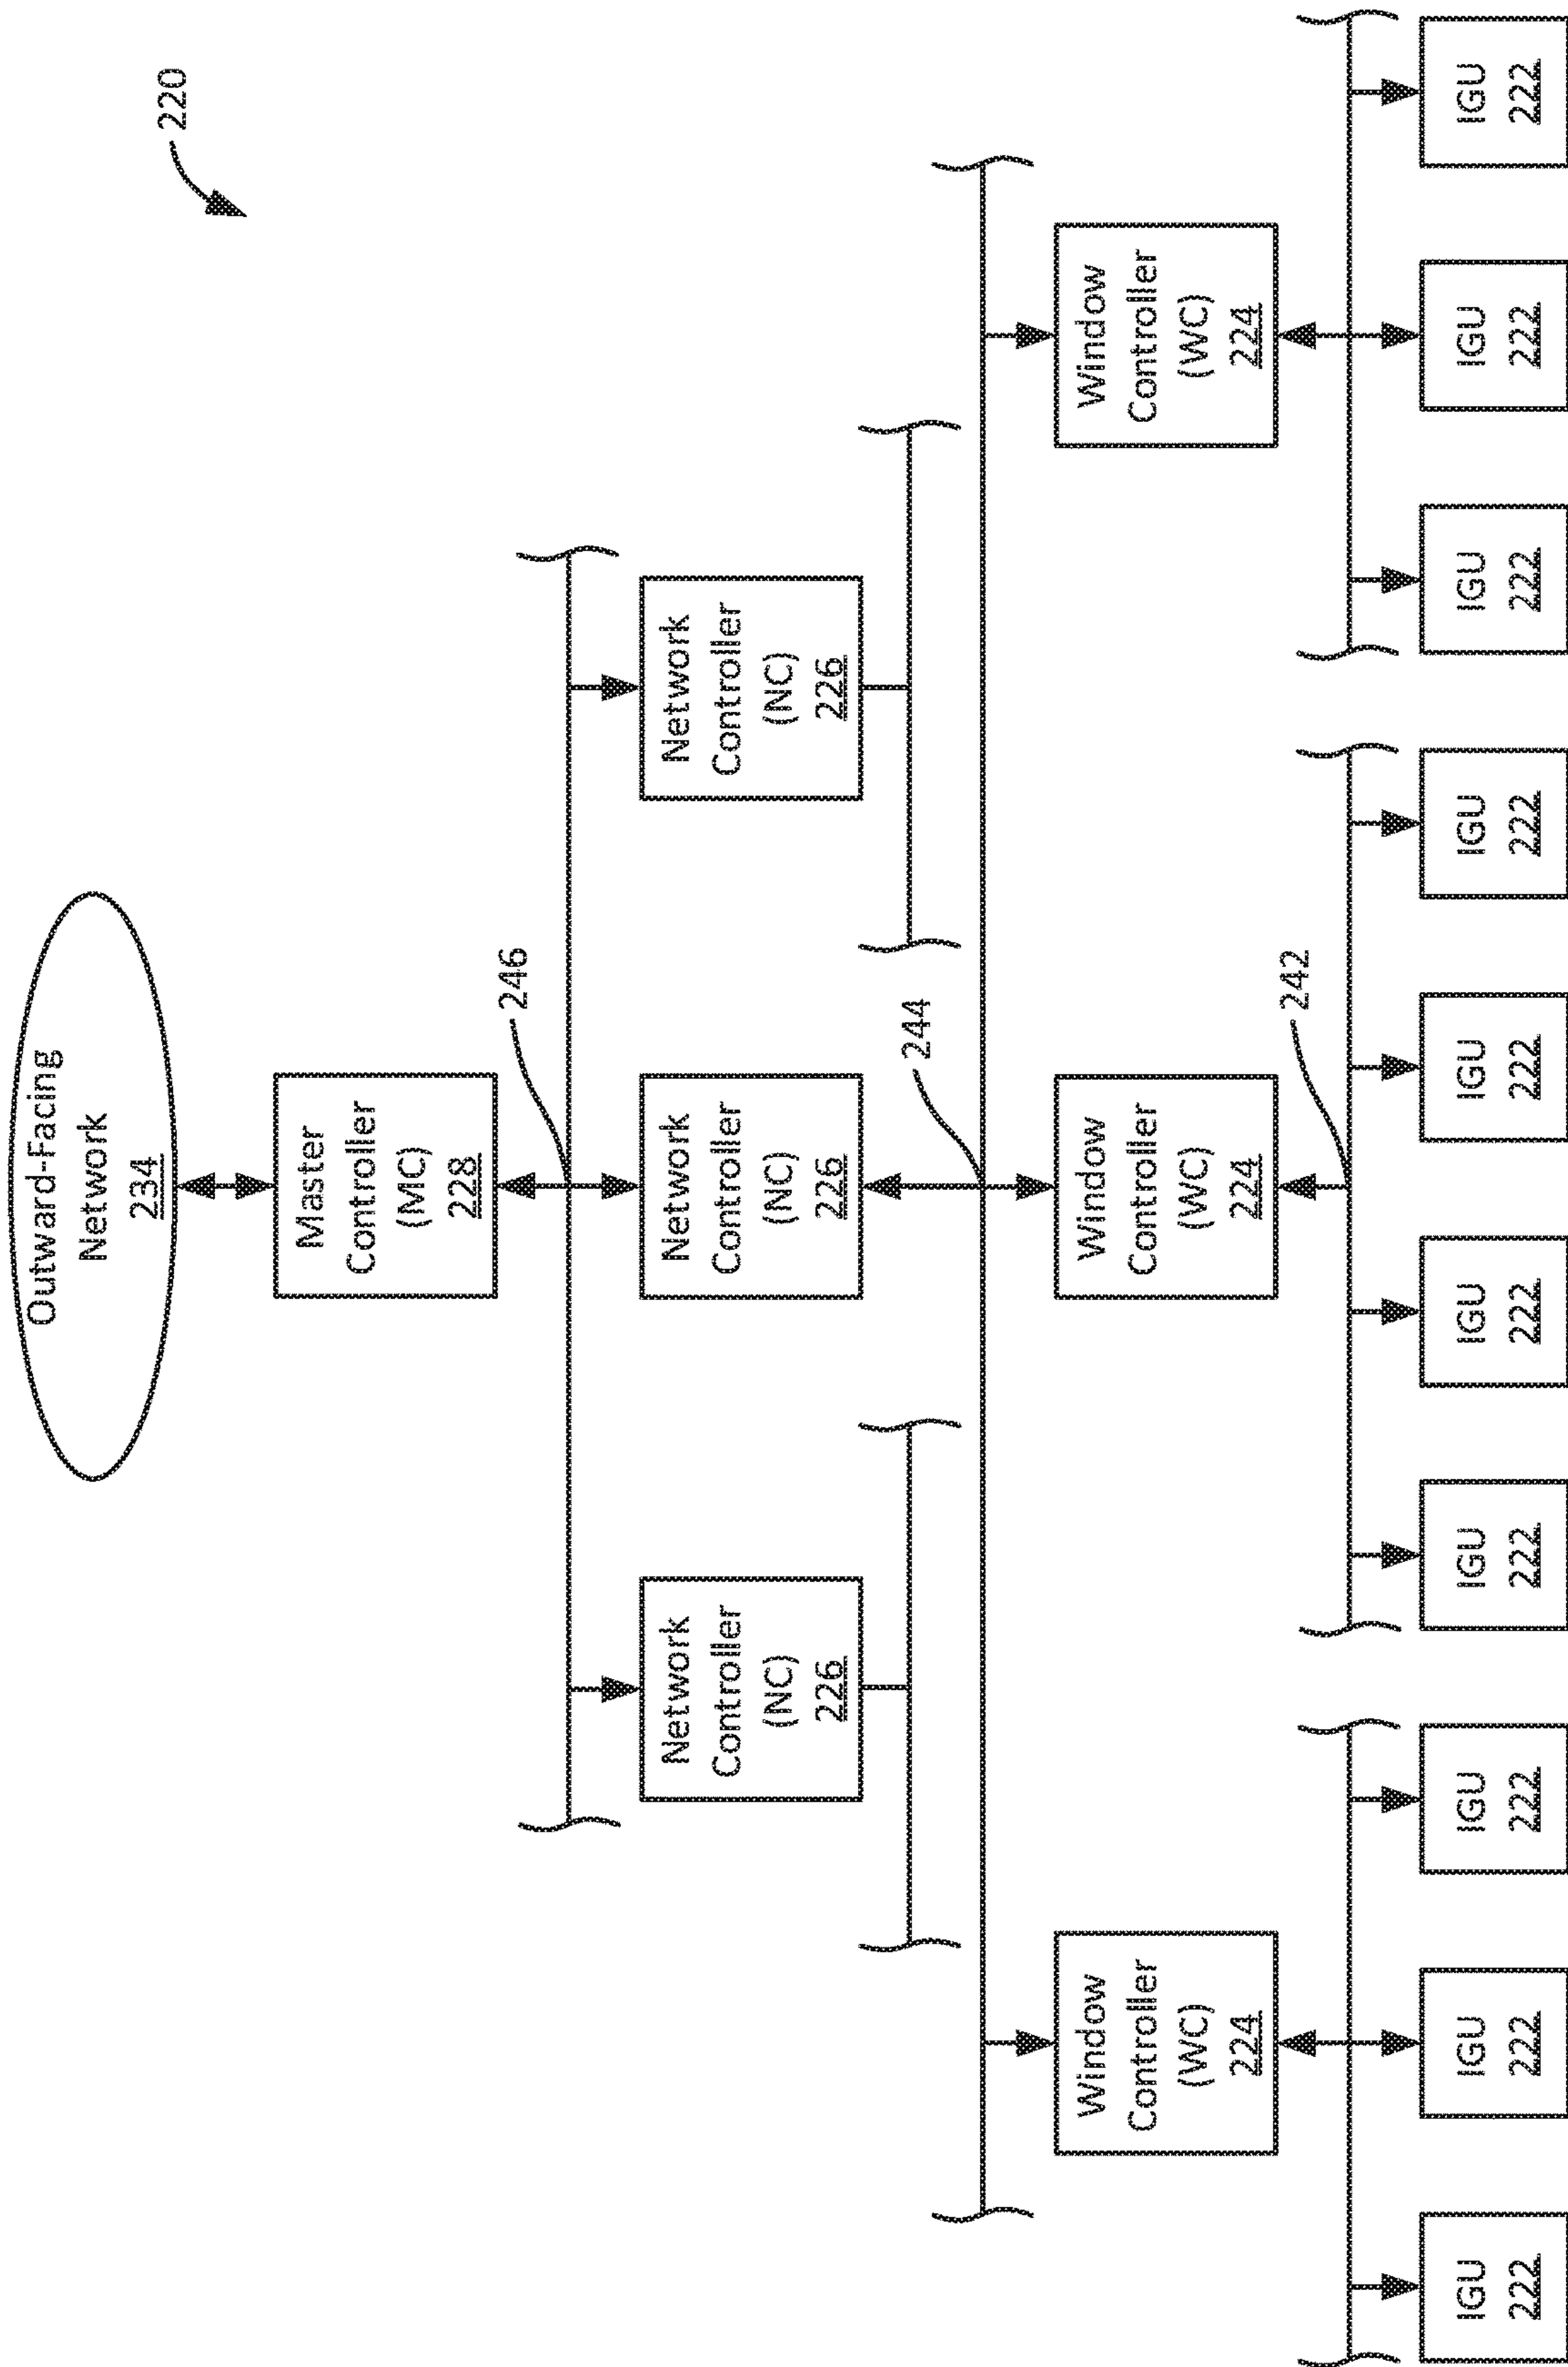 Outward-Facing
Network
234
220
Master
Controller
(MC)
228
246
Network
Controller
(NC)
226
Network
Controller
(NC)
226
Network
Controller
(NC)
226
244
Window
Controller
(WC)
224
Window
Controller
(WC)
224
Window
Controller
(WC)
224
242
IGU
222
IGU
222
IGU
222
IGU
222
IGU
222
IGU
222
IGU
222
IGU
222
IGU
222
IGU
222